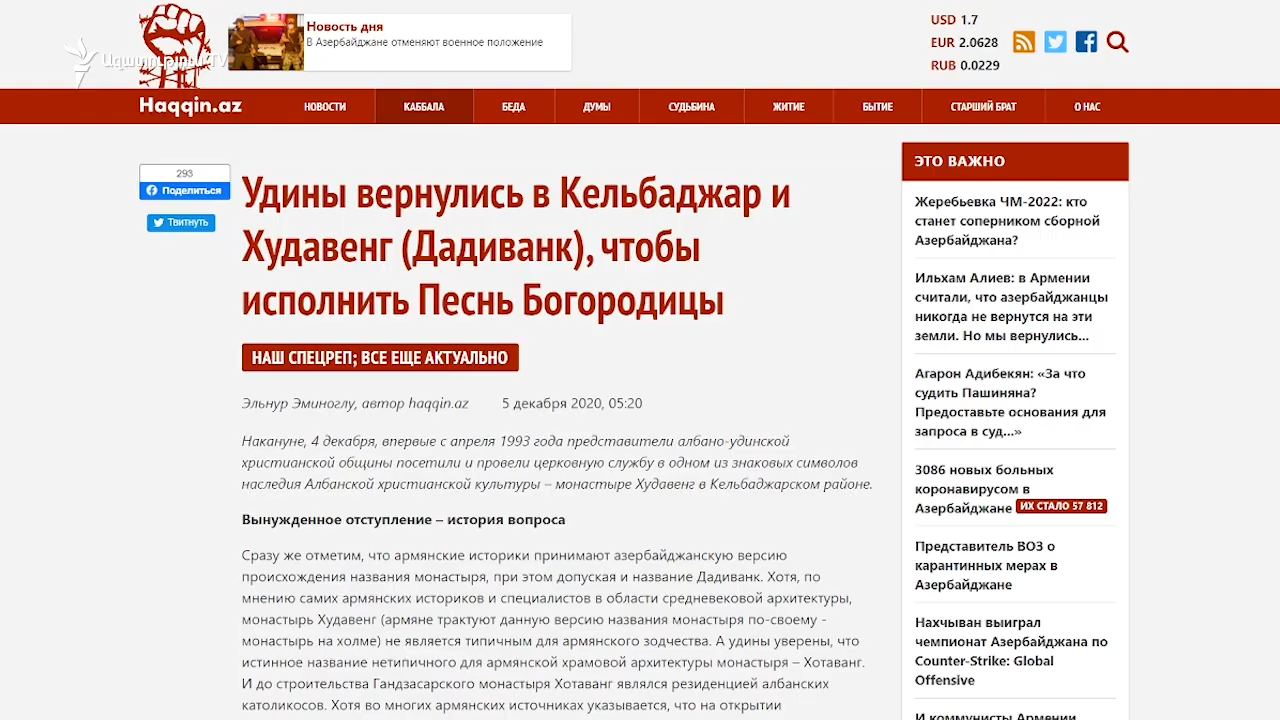 Ազատություն TV
Новость дня
В Азербайджане отменяют военное положение
USD 1.7
EUR 2.0628
RUB 0.0229
Haqqin.az
НОВОСТИ
КАББАЛА
БЕДА
ДУМЫ
СУДЬБИНА
ЖИТИЕ
БЫТИЕ
СТАРШИЙ БРАТ
О НАС
293
Поделиться
Твитнуть
Удины вернулись в Кельбаджар и
Худавенг (Дадиванк), чтобы
исполнить Песнь Богородицы
НАШ СПЕЦРЕП; ВСЕ ЕЩЕ АКТУАЛЬНО
Эльнур Эминоглу, автор haqqin.az
5 декабря 2020, 05:20
Накануне, 4 декабря, впервые с апреля 1993 года представители албано-удинской
христианской общины посетили и провели церковную службу в одном из знаковых символов
наследия Албанской христианской культуры – монастыре Худавенг в Кельбаджарском районе.
Вынужденное отступление – история вопроса
Сразу же отметим, что армянские историки принимают азербайджанскую версию
происхождения названия монастыря, при этом допуская и название Дадиванк. Хотя, по
мнению самих армянских историков и специалистов в области средневековой архитектуры,
монастырь Худавенг (армяне трактуют данную версию названия монастыря по-своему -
монастырь на холме) не является типичным для армянского зодчества. А удины уверены, что
истинное название нетипичного для армянской храмовой архитектуры монастыря – Хотаванг.
И до строительства Гандзасарского монастыря Хотаванг являлся резиденцией албанских
католикосов. Хотя во многих армянских источниках указывается, что на открытии
ЭТО ВАЖНО
Жеребьевка ЧМ-2022: кто
станет соперником сборной
Азербайджана?
Ильхам Алиев: в Армении
считали, что азербайджанцы
никогда не вернутся на эти
земли. Но мы вернулись...
Агарон Адибекян: «За что
судить Пашиняна?
Предоставьте основания для
запроса в суд...»
3086 новых больных
коронавирусом в
Азербайджане ИХ СТАЛО 57 812
Представитель ВОЗ о
карантинных мерах в
Азербайджане
Нахчыван выиграл
чемпионат Азербайджана по
Counter-Strike: Global
Offensive
И коммунисты Армении